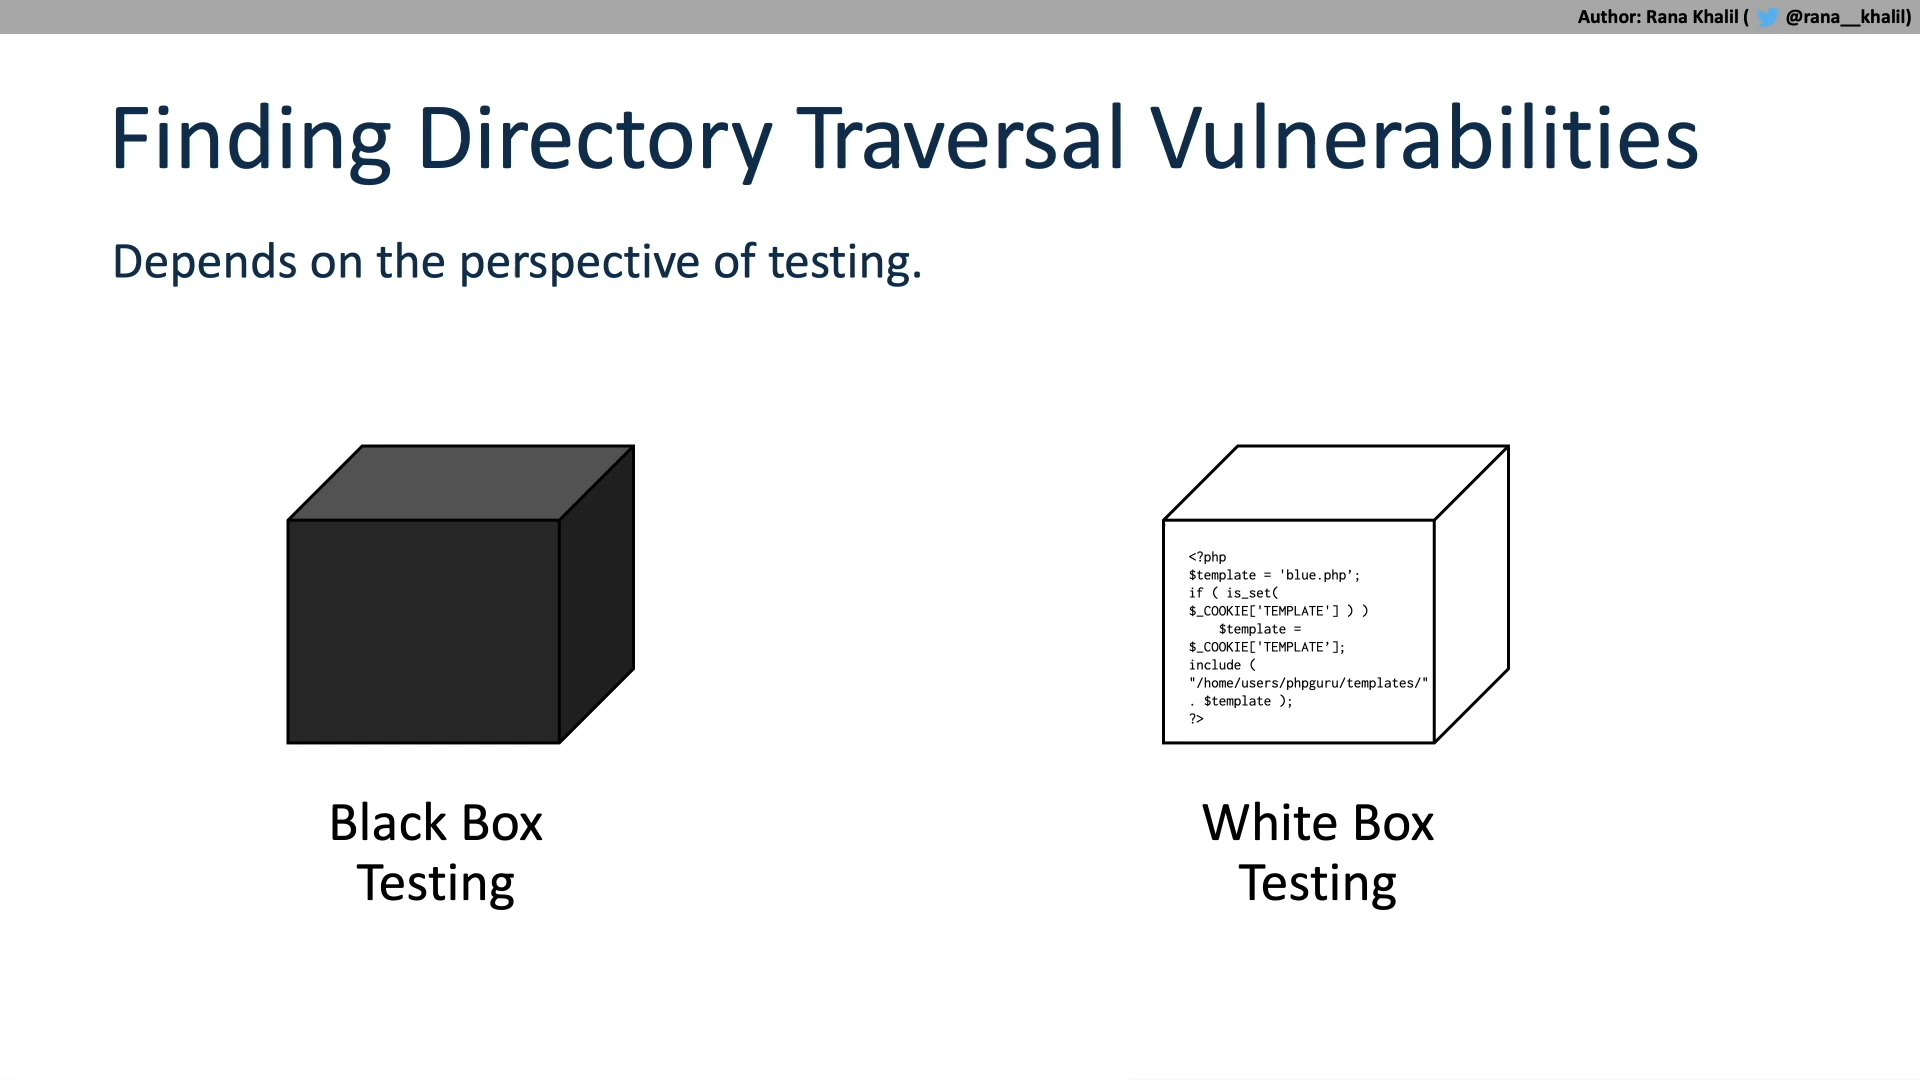 Author: Rana Khalil ( @rana__khalil)
Finding Directory Traversal Vulnerabilities
Depends on the perspective of testing.
<?php
$template = 'blue.php’;
if ( is_set(
$_COOKIE['TEMPLATE'] ) )
    $template =
$_COOKIE['TEMPLATE’];
include (
"/home/users/phpguru/templates/"
. $template );
?>
Black Box
Testing
White Box
Testing